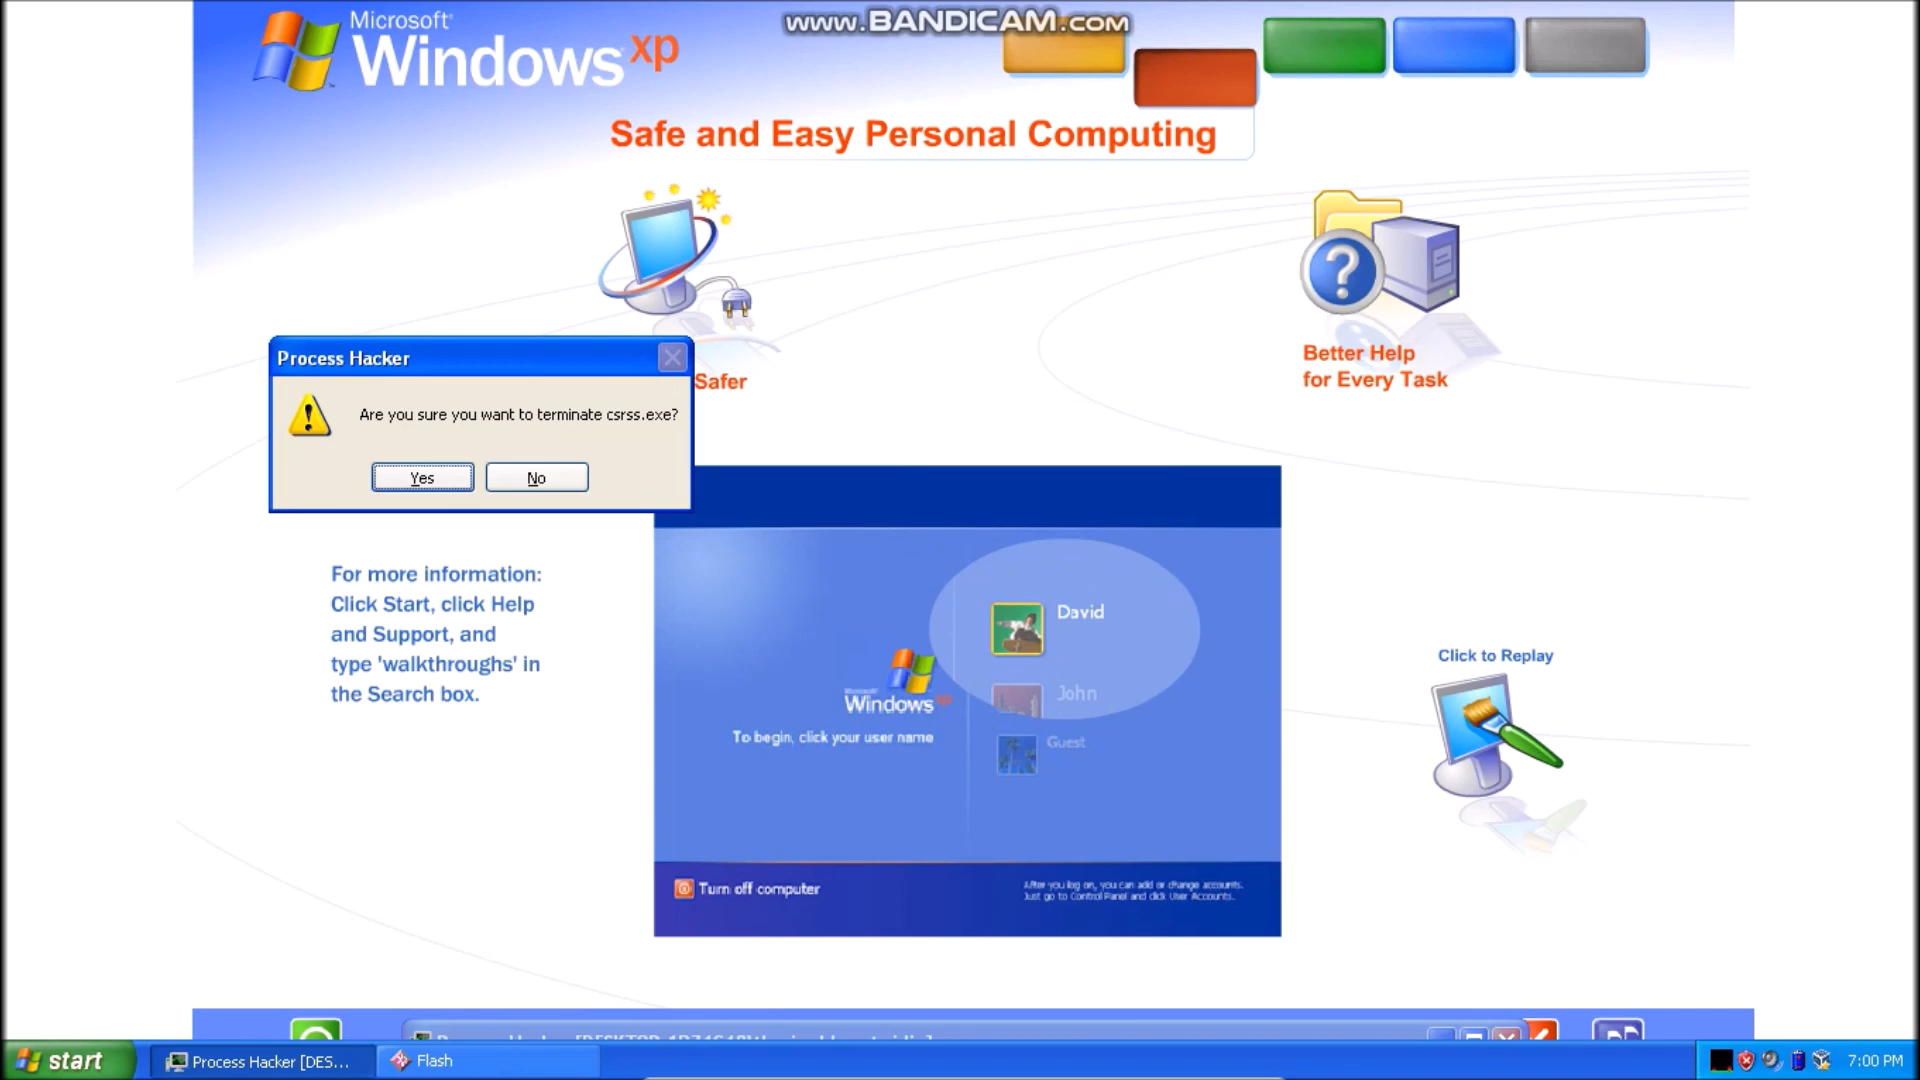 Microsoft®
Windows® xp
www.BANDICAM.com
Safe and Easy Personal Computing
Process Hacker
Are you sure you want to terminate csrss.exe?
Yes
No
Safer
Better Help
for Every Task
For more information:
Click Start, click Help
and Support, and
type 'walkthroughs' in
the Search box.
David
John
Guest
Microsoft
Windows xp
To begin, click your user name
Click to Replay
Turn off computer
After you log on, you can add or change accounts.
Just go to Control Panel and click User Accounts.
start
Process Hacker [DES...
Flash
7:00 PM